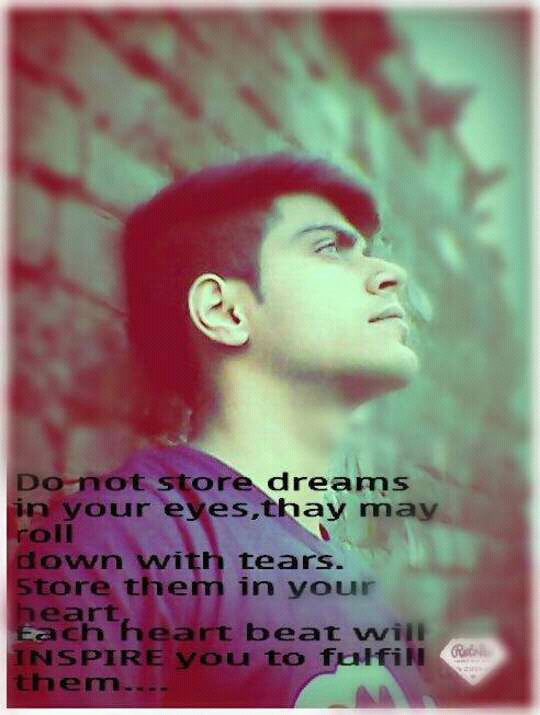 Do not store dreams
in your eyes,thay may
roll
down with tears.
Store them in your
heart,
Each heart beat will
INSPIRE you to fulfill
them....